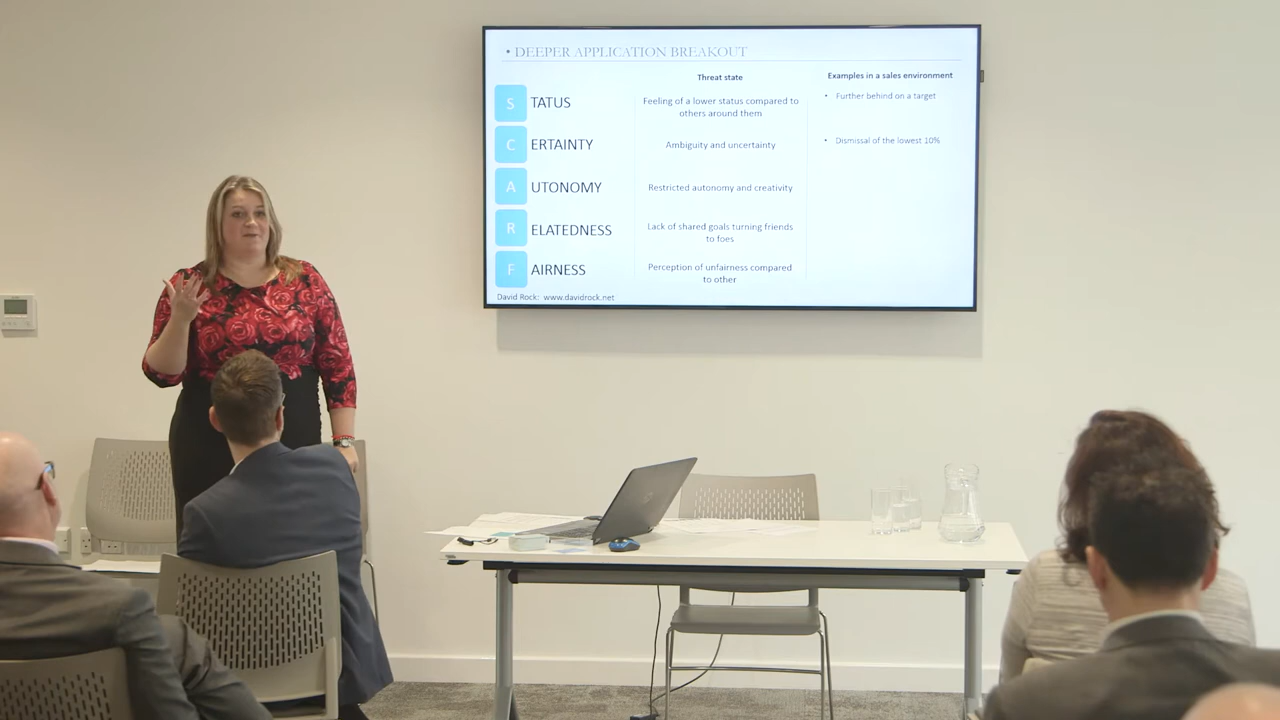 • DEEPER APPLICATION BREAKOUT
Threat state
Examples in a sales environment
S TATUS
Feeling of a lower status compared to
others around them
• Further behind on a target
C ERTAINTY
Ambiguity and uncertainty
• Dismissal of the lowest 10%
A UTONOMY
Restricted autonomy and creativity
R ELATEDNESS
Lack of shared goals turning friends
to foes
F AIRNESS
Perception of unfairness compared
to other
David Rock: www.davidrock.net